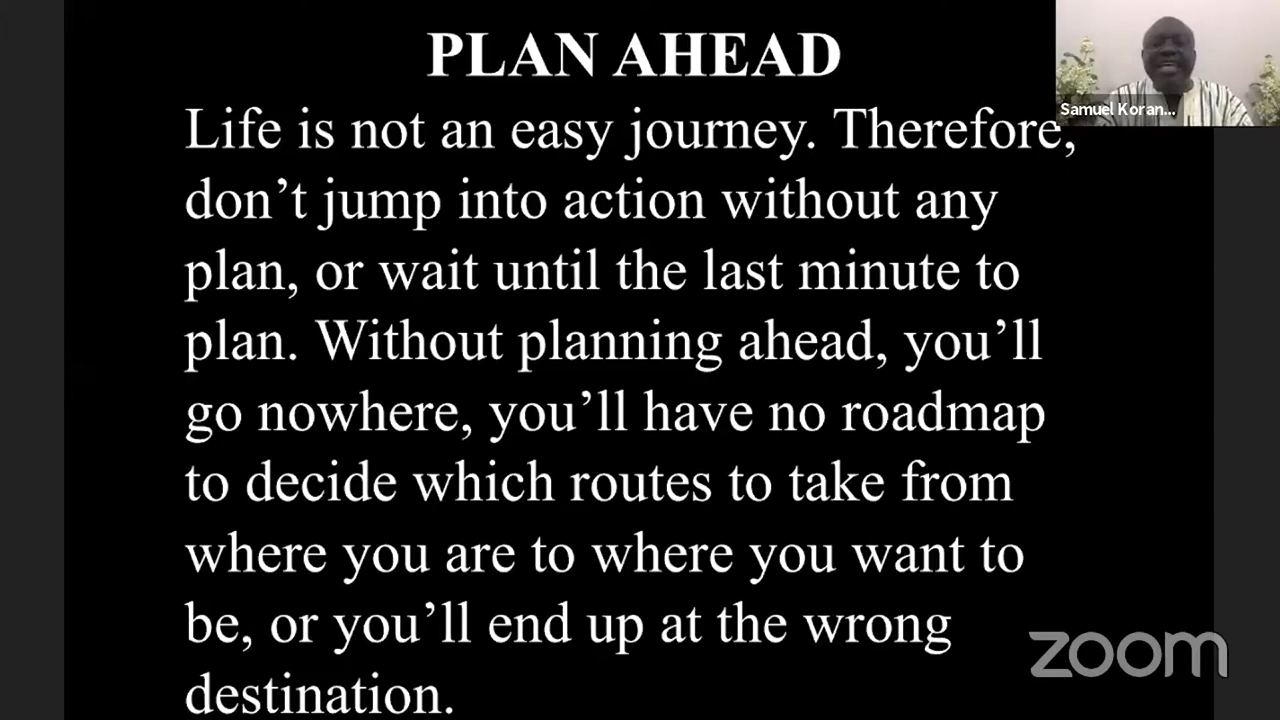 PLAN AHEAD
Samuel Koran...
Life is not an easy journey. Therefore,
don’t jump into action without any
plan, or wait until the last minute to
plan. Without planning ahead, you’ll
go nowhere, you’ll have no roadmap
to decide which routes to take from
where you are to where you want to
be, or you’ll end up at the wrong
destination.
zoom